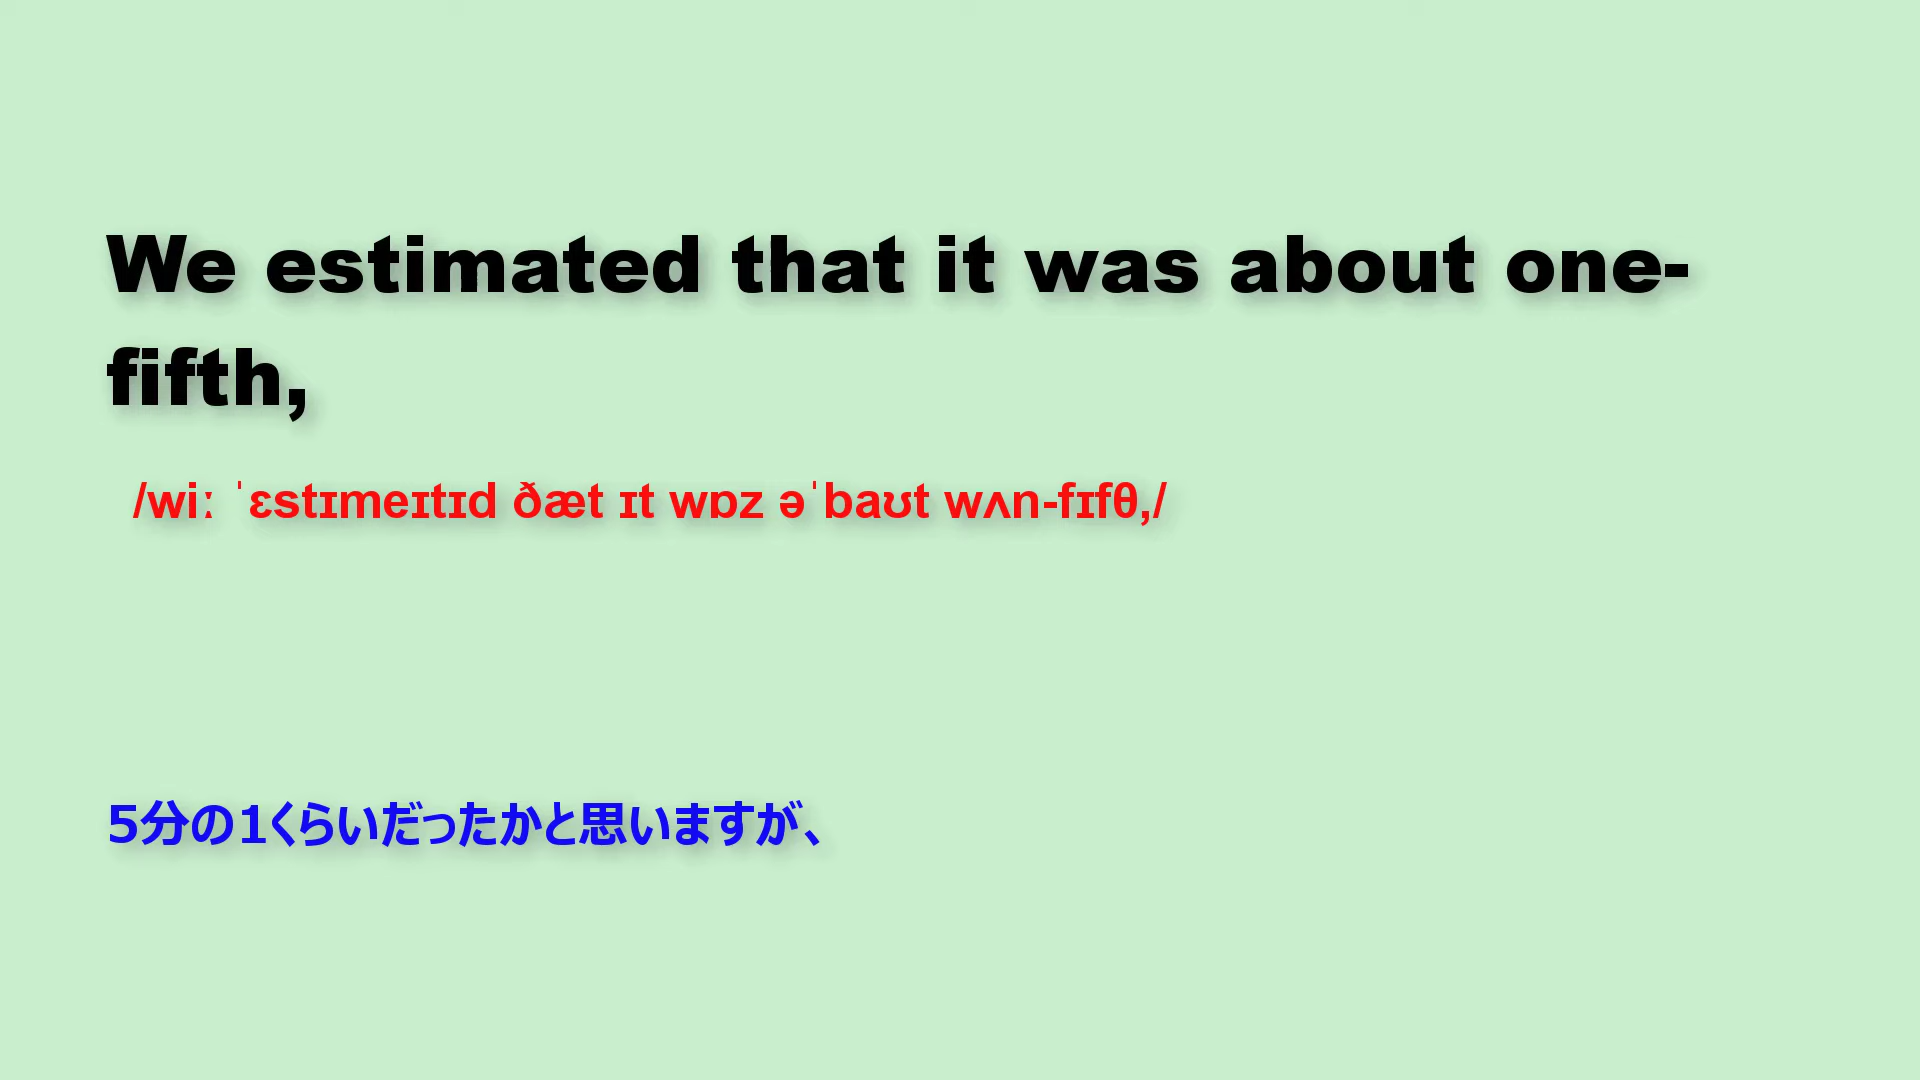 We estimated that it was about one-
fifth,
/wiː ˈɛstɪmeɪtɪd ðæt ɪt wɒz əˈbaʊt wʌn-fɪfθ,/
5分の1くらいだったかと思いますが、